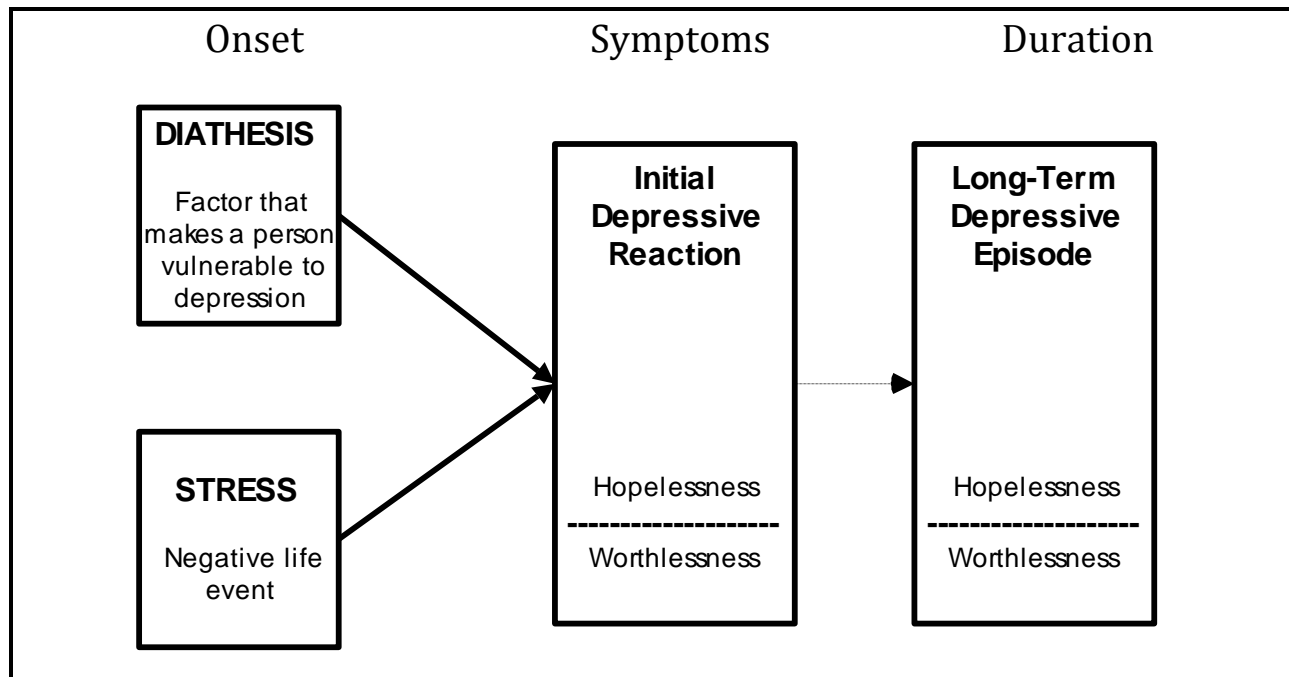 Onset
Symptoms
Duration
DIATHESIS
Factor that
makes a person
vulnerable to
depression
STRESS
Negative life
event
Initial
Depressive
Reaction
Hopelessness
--------------------
Worthlessness
Long-Term
Depressive
Episode
Hopelessness
--------------------
Worthlessness